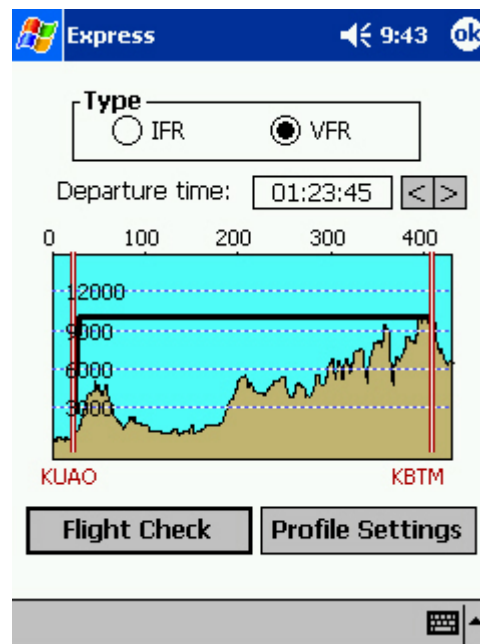 Express 9:43 ok
Type
IFR VFR
Departure time: 01:23:45 < >
0 100 200 300 400
12000
9000
6000
3000
KUAO KBTM
Flight Check Profile Settings